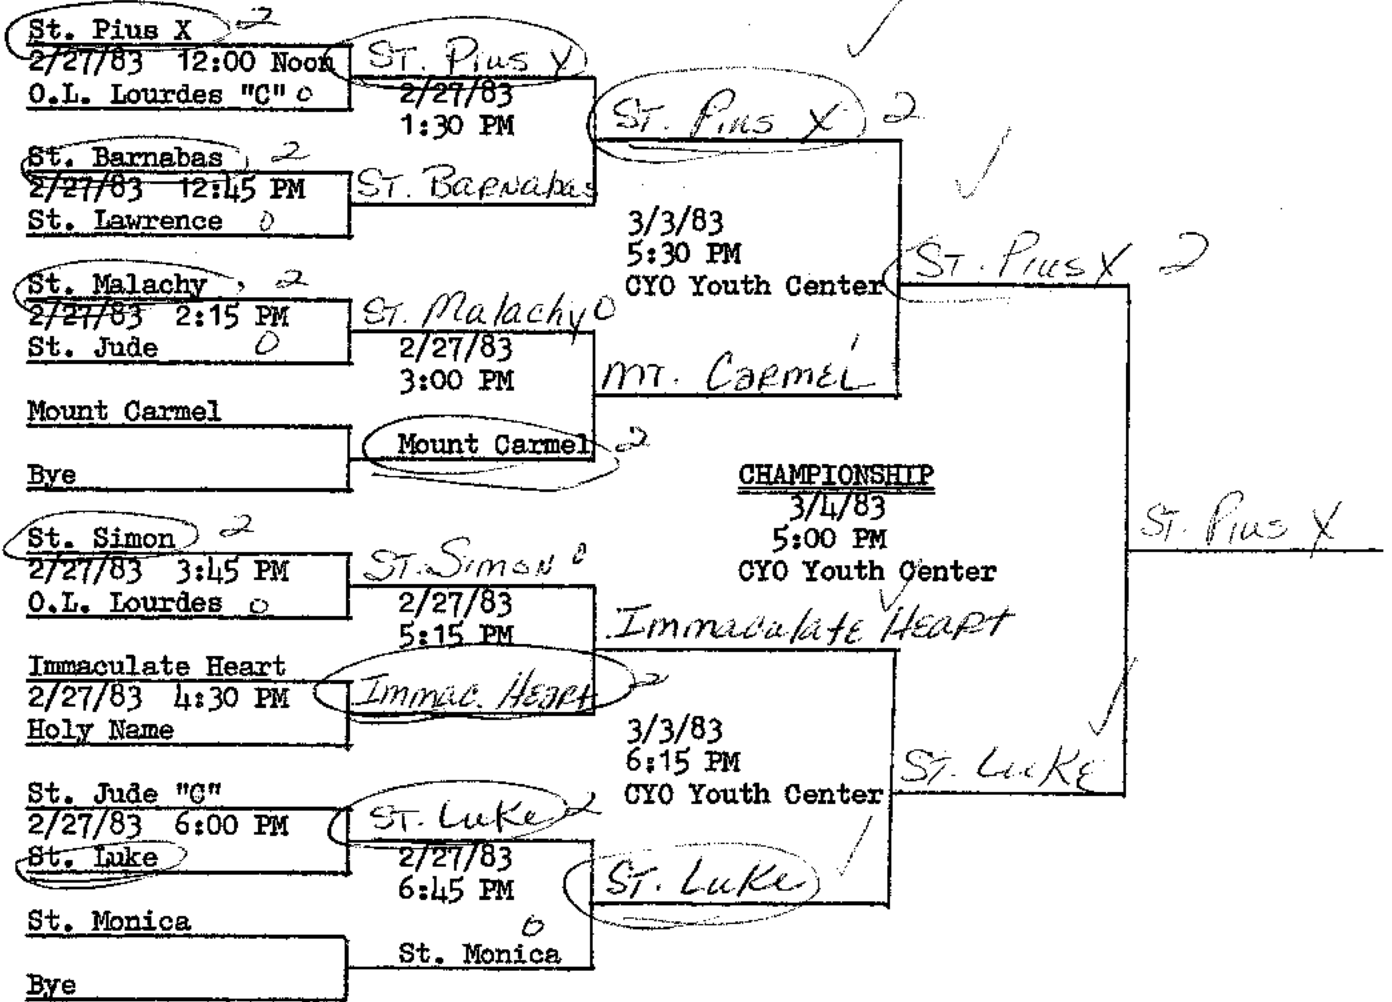 St. Pius X 2
2/27/83 12:00 Noon
O.L. Lourdes "C" 0
St. Pius X
2/27/83
1:30 PM
St. Barnabas 2
2/27/83 12:45 PM
St. Lawrence 0
St. Barnabas
St. Pius X 2
3/3/83
5:30 PM
CYO Youth Center
St. Malachy 2
2/27/83 2:15 PM
St. Jude 0
St. Malachy 0
2/27/83
3:00 PM
Mt. Carmel 1
Mount Carmel
Bye
Mount Carmel 2
St. Pius X 2
CHAMPIONSHIP
3/4/83
5:00 PM
CYO Youth Center
St. Pius X
St. Simon 2
2/27/83 3:45 PM
O.L. Lourdes 0
St. Simon 0
2/27/83
5:15 PM
Immaculate Heart
Immaculate Heart
2/27/83 4:30 PM
Holy Name
Immac. Heart 2
3/3/83
6:15 PM
CYO Youth Center
St. Luke
St. Jude "C"
2/27/83 6:00 PM
St. Luke
St. Luke 2
2/27/83
6:45 PM
St. Luke
St. Monica
Bye
St. Monica 0